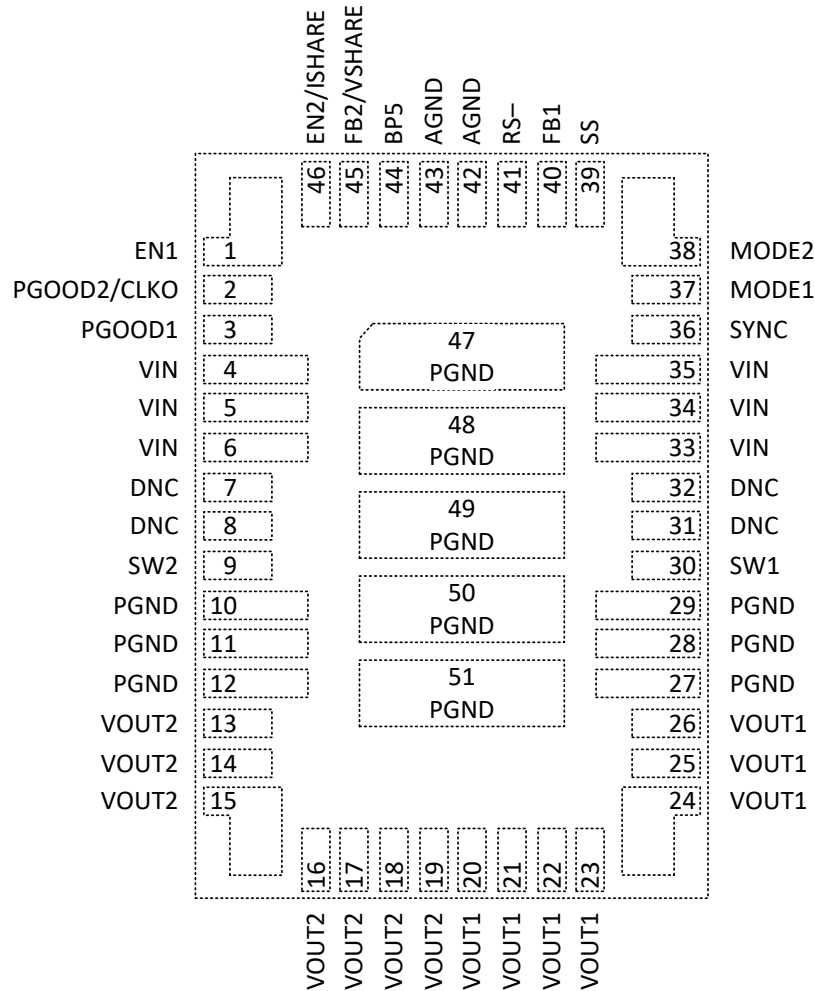 EN2/ISHARE
FB2/VSHARE
BP5
AGND
AGND
RS–
FB1
SS
46
45
44
43
42
41
40
39
EN1 1 38 MODE2
PGOOD2/CLKO 2 37 MODE1
PGOOD1 3 36 SYNC
47
VIN 4 PGND 35 VIN
VIN 5 34 VIN
48
VIN 6 PGND 33 VIN
DNC 7 32 DNC
49
DNC 8 PGND 31 DNC
SW2 9 30 SW1
50
PGND 10 PGND 29 PGND
PGND 11 28 PGND
51
PGND 12 PGND 27 PGND
VOUT2 13 26 VOUT1
VOUT2 14 25 VOUT1
VOUT2 15 24 VOUT1
16
17
18
19
20
21
22
23
VOUT2
VOUT2
VOUT2
VOUT2
VOUT1
VOUT1
VOUT1
VOUT1